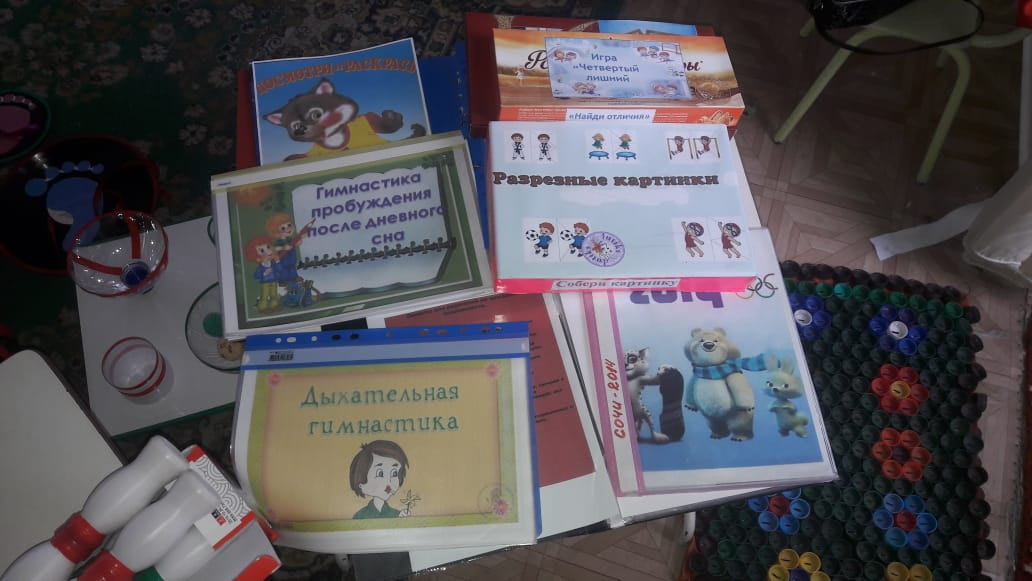 ПОСМОТРИ и РАСКРАСЬ
Игра
«Четвертый
лишний
«Найди отличия»
Разрезные картинки
Собери картинку
Гимнастика
пробуждения
после дневного
сна
Дыхательная
гимнастика
2014
СОЧИ-2014